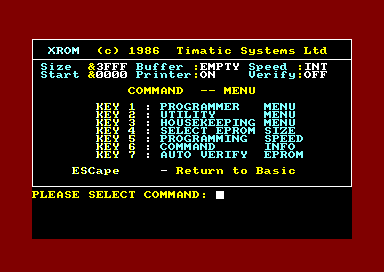 XROM (c) 1986 Timatic Systems Ltd
Size &3FFF Buffer :EMPTY Speed :INT
Start &0000 Printer:ON Verify:OFF
COMMAND -- MENU
KEY 1 : PROGRAMMER MENU
KEY 2 : UTILITY MENU
KEY 3 : HOUSEKEEPING MENU
KEY 4 : SELECT EPROM SIZE
KEY 5 : PROGRAMMING SPEED
KEY 6 : COMMAND INFO
KEY 7 : AUTO VERIFY EPROM
ESCape - Return to Basic
PLEASE SELECT COMMAND: